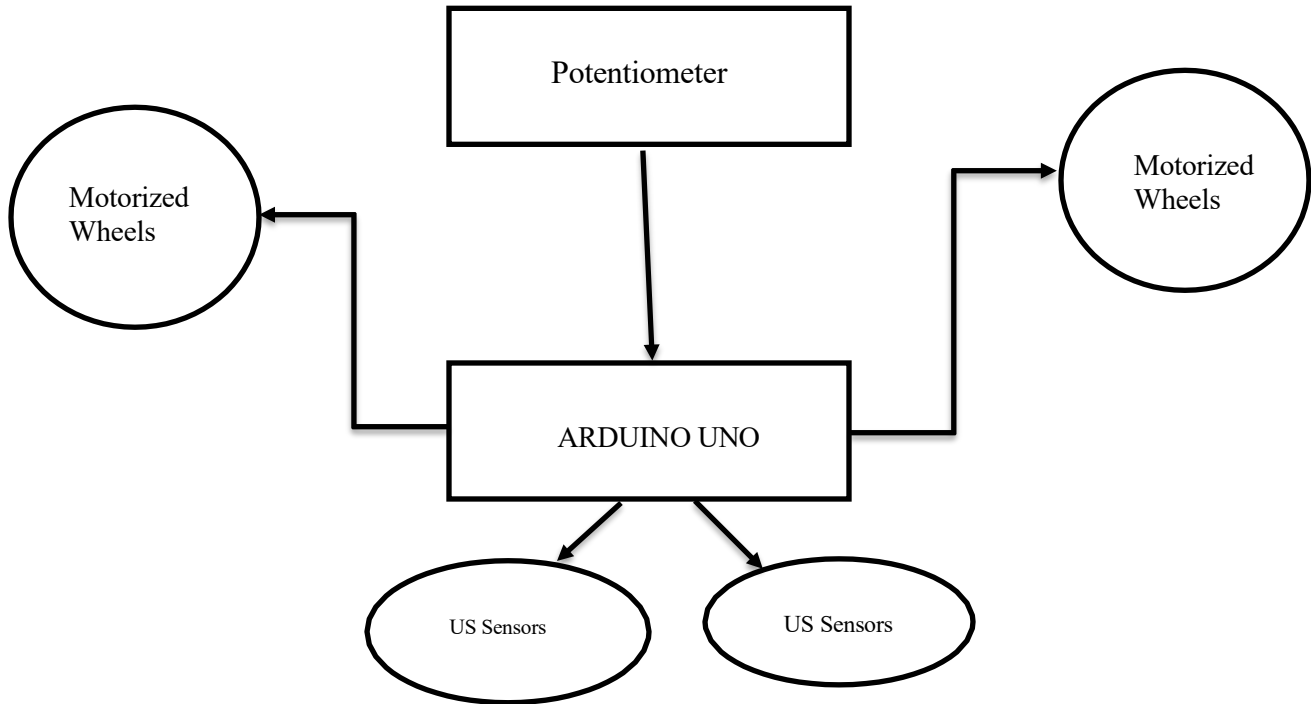 Potentiometer
Motorized
Wheels
Motorized
Wheels
ARDUINO UNO
US Sensors
US Sensors